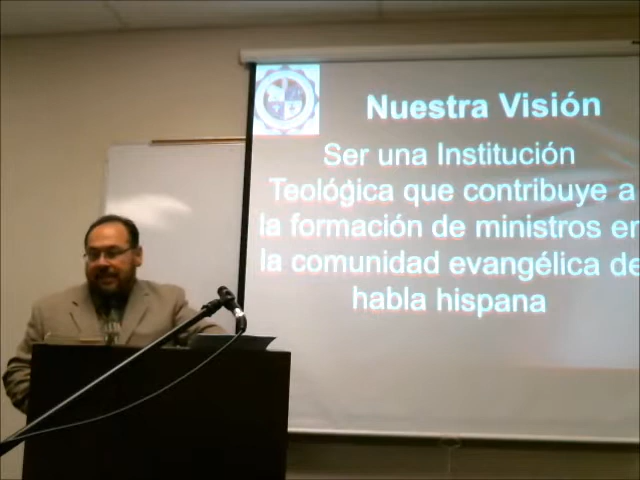 Nuestra Visión
Ser una Institución
Teológica que contribuye a
la formación de ministros en
la comunidad evangélica de
habla hispana